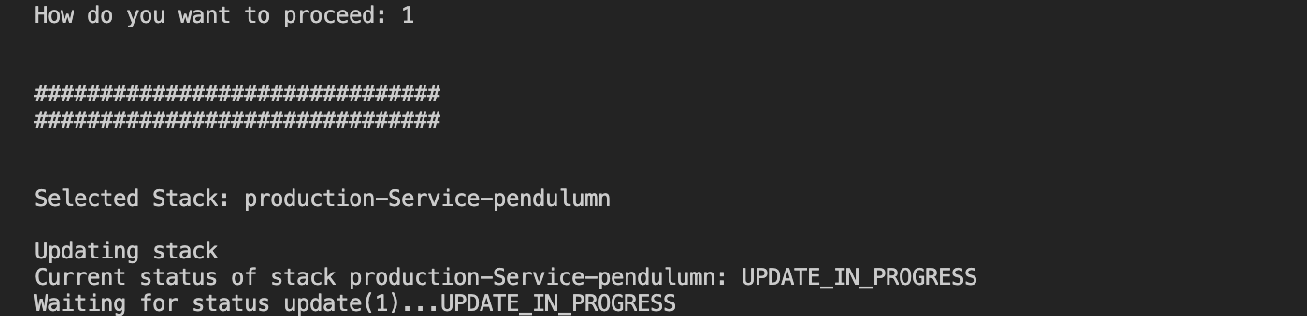 How do you want to proceed: 1
###############################
###############################
Selected Stack: production-Service-pendulumn
Updating stack
Current status of stack production-Service-pendulumn: UPDATE_IN_PROGRESS
Waiting for status update(1)...UPDATE_IN_PROGRESS